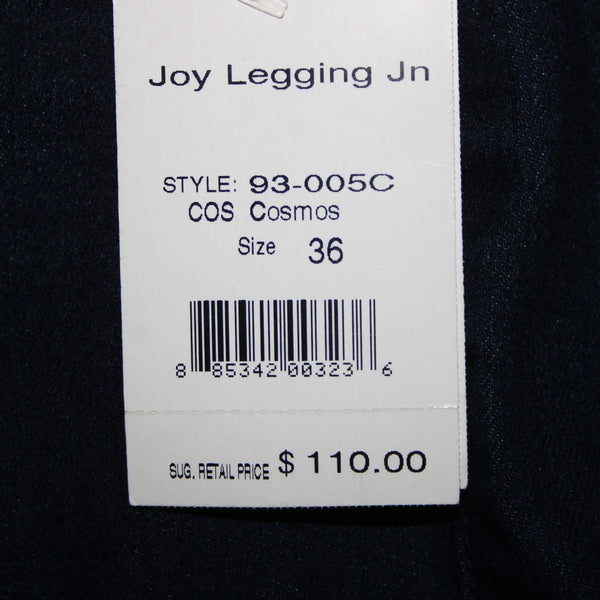 Joy Legging Jn
STYLE: 93-005C
COS Cosmos
Size 36
8 85342 00323 6
SUG. RETAIL PRICE $ 110.00